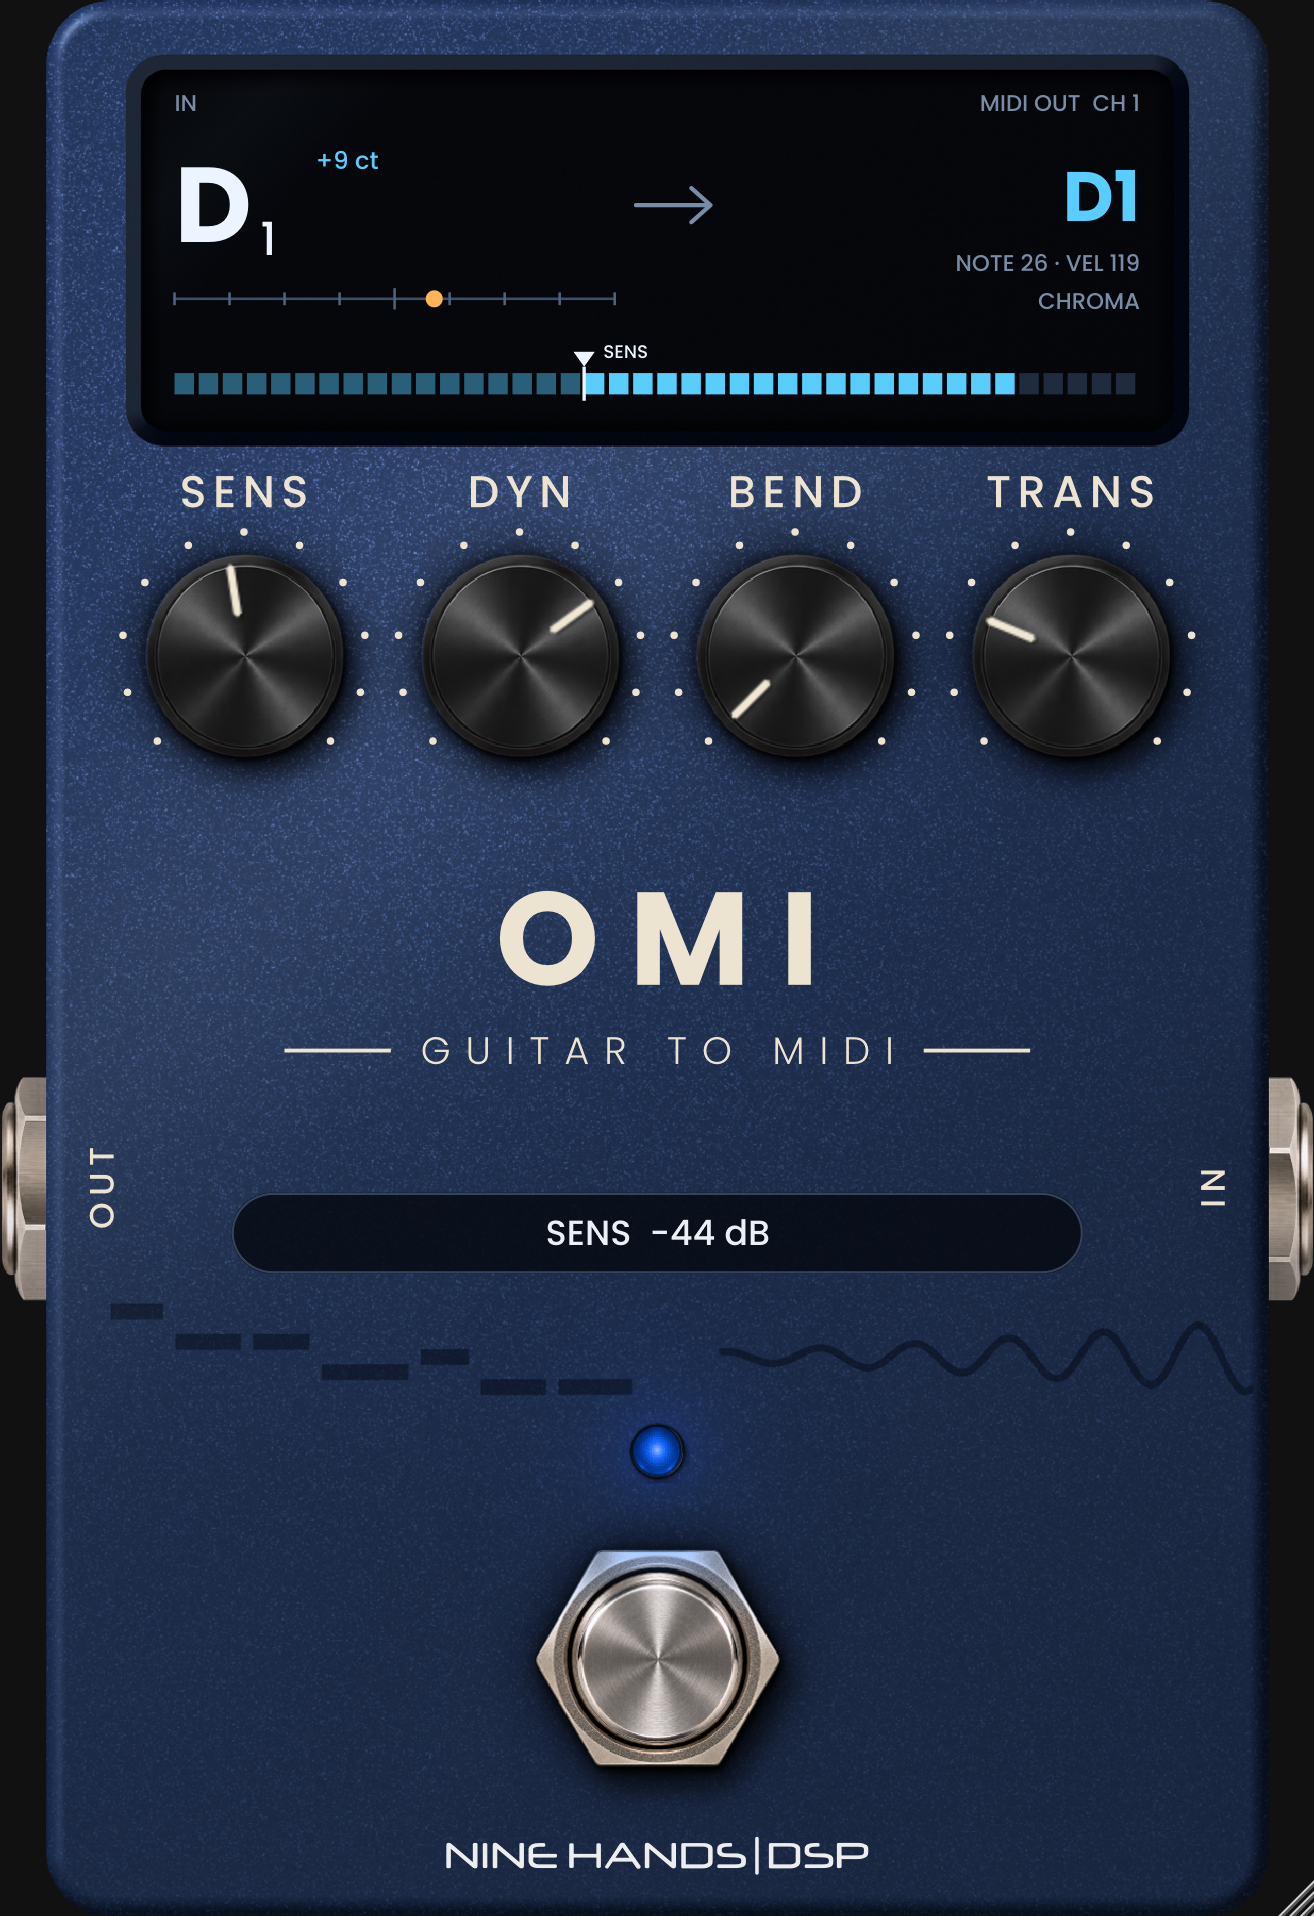 IN
MIDI OUT CH 1
D1
+9 ct
→
D1
NOTE 26 · VEL 119
CHROMA
SENS
SENS DYN BEND TRANS
OMI
GUITAR TO MIDI
OUT
IN
SENS -44 dB
NINE HANDS|DSP